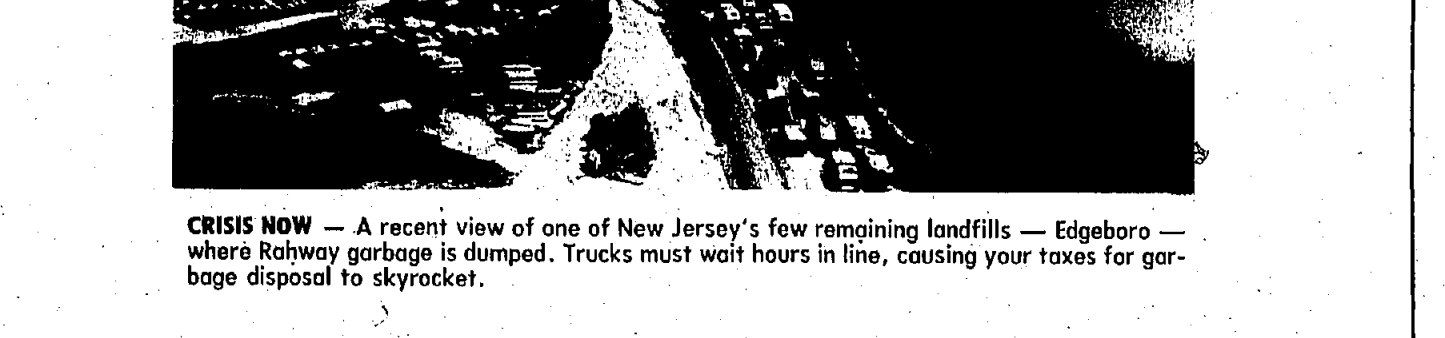 CRISIS NOW — A recent view of one of New Jersey's few remaining landfills — Edgeboro —
where Rahway garbage is dumped. Trucks must wait hours in line, causing your taxes for gar-
bage disposal to skyrocket.